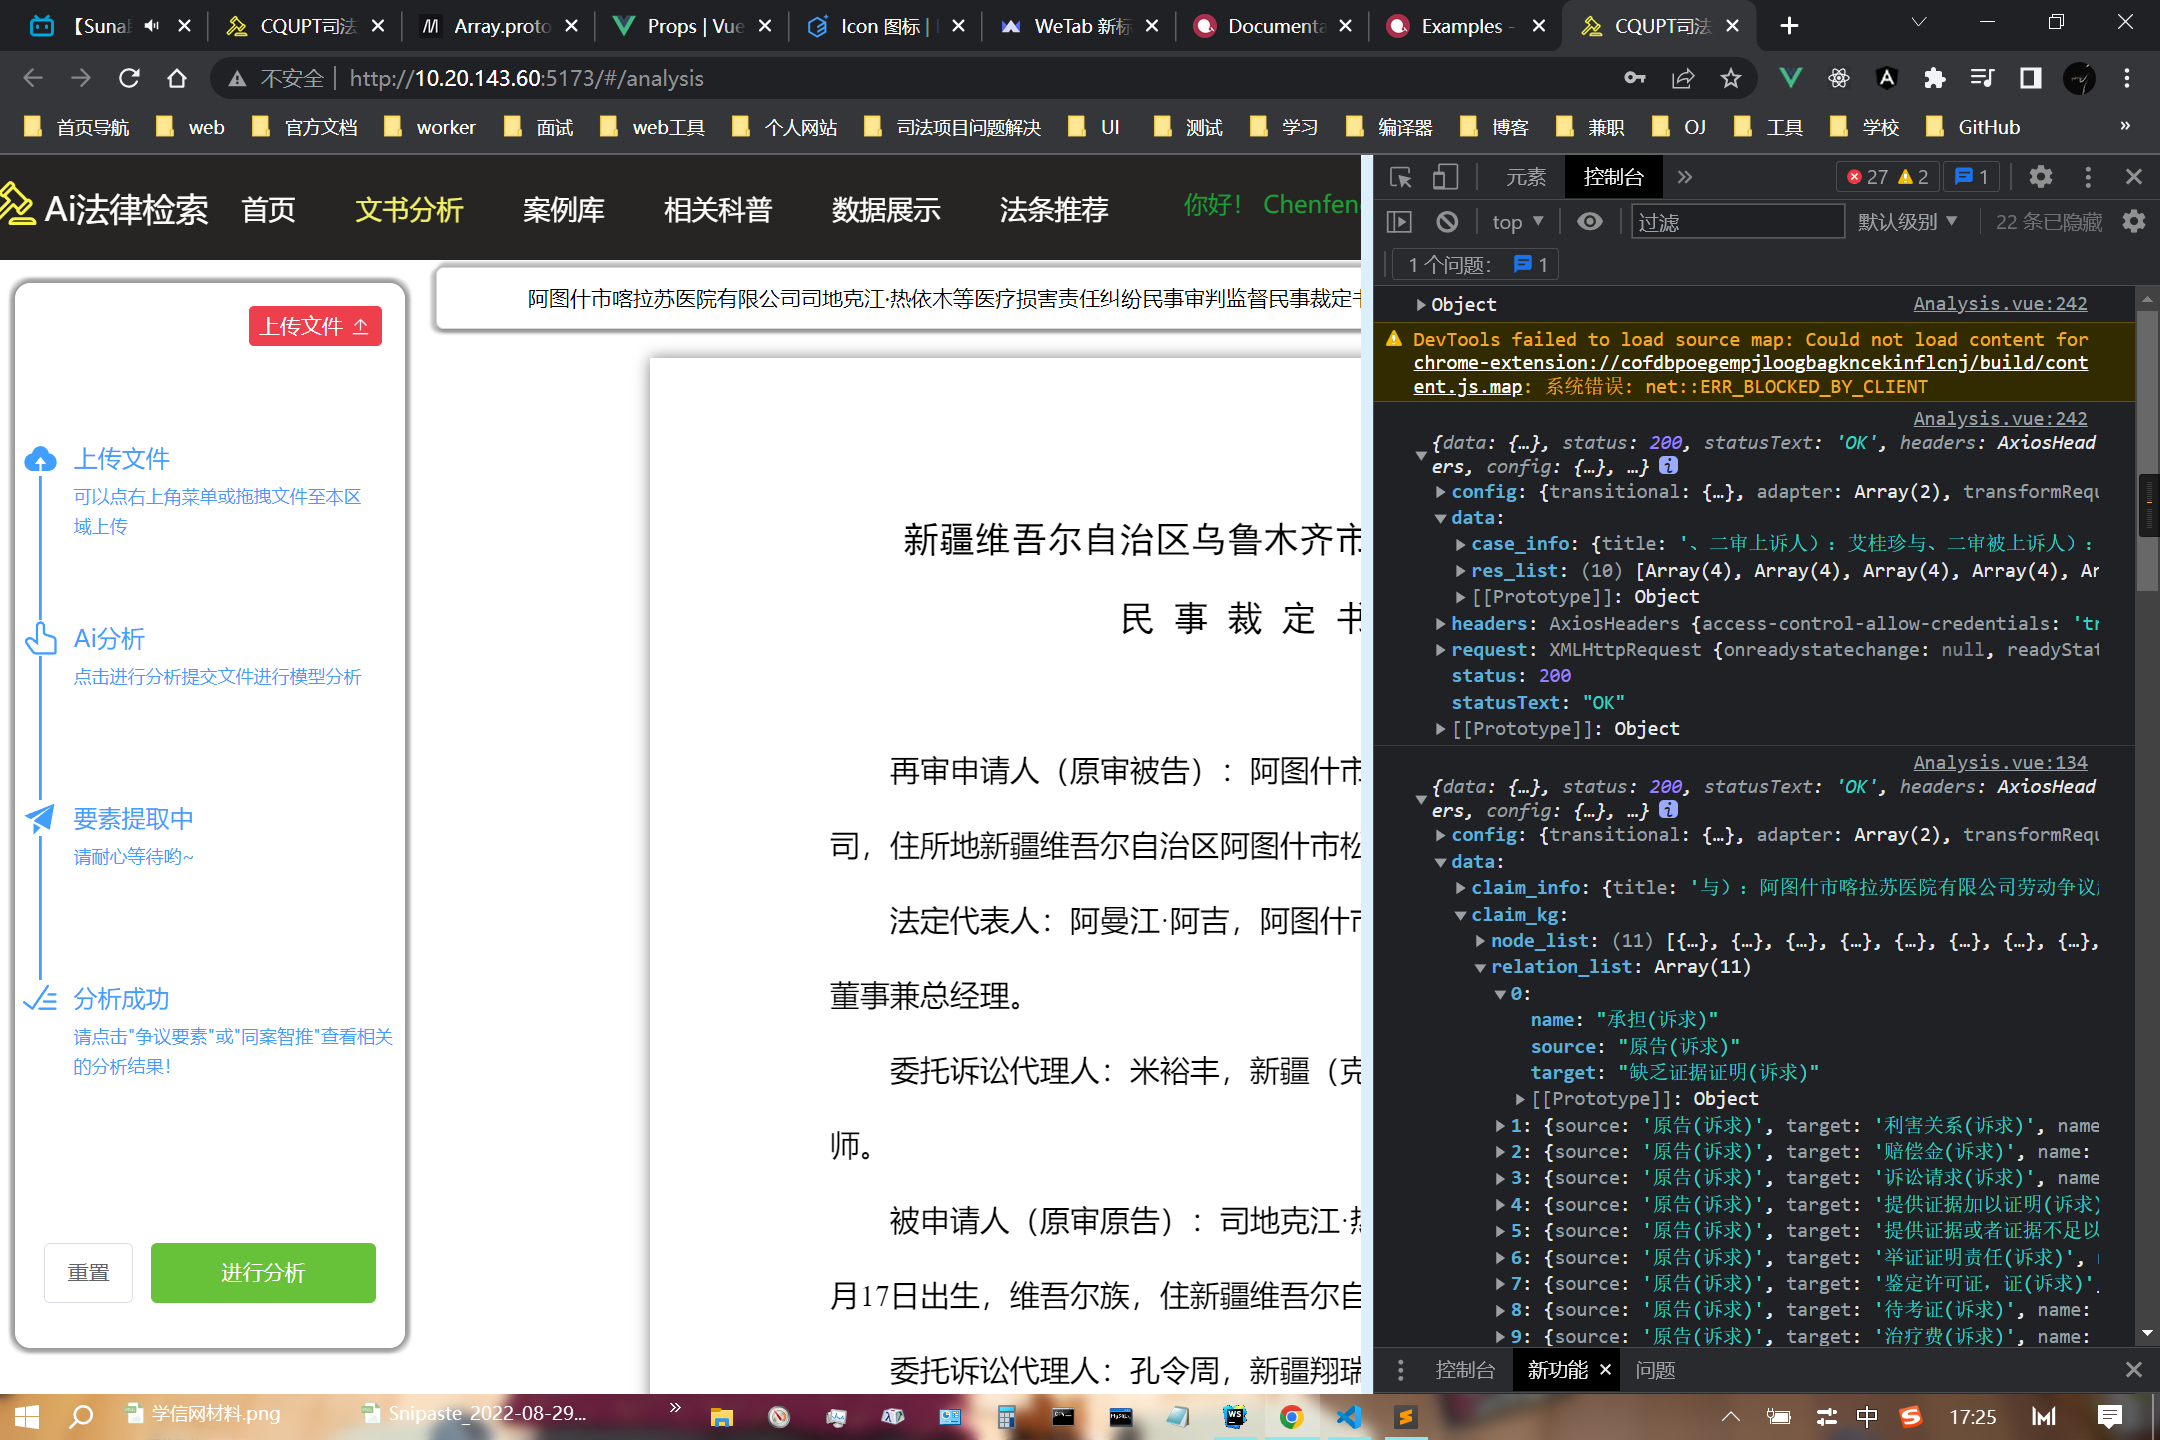 【Suna
CQUPT司法
Array.proto
Props | Vue
Icon 图标 |
WeTab 新标
Documenta
Examples -
CQUPT司法
不安全 | http://10.20.143.60:5173/#/analysis
首页导航 web 官方文档 worker 面试 web工具 个人网站 司法项目问题解决 UI 测试 学习 编译器 博客 兼职 OJ 工具 学校 GitHub »
Ai法律检索 首页 文书分析 案例库 相关科普 数据展示 法条推荐 你好！ Chenfeng
上传文件
上传文件
可以点右上角菜单或拖拽文件至本区
域上传
Ai分析
点击进行分析提交文件进行模型分析
要素提取中
请耐心等待哟~
分析成功
请点击"争议要素"或"同案智推"查看相关
的分析结果！
重置 进行分析
阿图什市喀拉苏医院有限公司司地克江·热依木等医疗损害责任纠纷民事审判监督民事裁定书
新疆维吾尔自治区乌鲁木齐市
民 事 裁 定 书
再审申请人（原审被告）：阿图什市
司，住所地新疆维吾尔自治区阿图什市松
法定代表人：阿曼江·阿吉，阿图什市
董事兼总经理。
委托诉讼代理人：米裕丰，新疆（克
师。
被申请人（原审原告）：司地克江·热
月17日出生，维吾尔族，住新疆维吾尔自
委托诉讼代理人：孔令周，新疆翔瑞
元素 控制台 » 27 2 1
top ▼ 过滤 默认级别 ▼ 22 条已隐藏
1 个问题： 1
Object Analysis.vue:242
DevTools failed to load source map: Could not load content for
chrome-extension://cofdbpoegempjloogbagkncekinflcnj/build/cont
ent.js.map: 系统错误: net::ERR_BLOCKED_BY_CLIENT
Analysis.vue:242
{data: {…}, status: 200, statusText: 'OK', headers: AxiosHead
ers, config: {…}, …}
config: {transitional: {…}, adapter: Array(2), transformRequ
data:
case_info: {title: '、二审上诉人）：艾桂珍与、二审被上诉人）：
res_list: (10) [Array(4), Array(4), Array(4), Array(4), Ar
[[Prototype]]: Object
headers: AxiosHeaders {access-control-allow-credentials: 'tr
request: XMLHttpRequest {onreadystatechange: null, readyStat
status: 200
statusText: "OK"
[[Prototype]]: Object
Analysis.vue:134
{data: {…}, status: 200, statusText: 'OK', headers: AxiosHead
ers, config: {…}, …}
config: {transitional: {…}, adapter: Array(2), transformRequ
data:
claim_info: {title: '与）：阿图什市喀拉苏医院有限公司劳动争议
claim_kg:
node_list: (11) [{…}, {…}, {…}, {…}, {…}, {…}, {…}, {…},
relation_list: Array(11)
0:
name: "承担(诉求)"
source: "原告(诉求)"
target: "缺乏证据证明(诉求)"
[[Prototype]]: Object
1: {source: '原告(诉求)', target: '利害关系(诉求)', name
2: {source: '原告(诉求)', target: '赔偿金(诉求)', name:
3: {source: '原告(诉求)', target: '诉讼请求(诉求)', name
4: {source: '原告(诉求)', target: '提供证据加以证明(诉求)
5: {source: '原告(诉求)', target: '提供证据或者证据不足以
6: {source: '原告(诉求)', target: '举证证明责任(诉求)',
7: {source: '原告(诉求)', target: '鉴定许可证，证(诉求)',
8: {source: '原告(诉求)', target: '待考证(诉求)', name:
9: {source: '原告(诉求)', target: '治疗费(诉求)', name:
控制台 新功能 问题
学信网材料.png Snipaste_2022-08-29... » 中 17:25